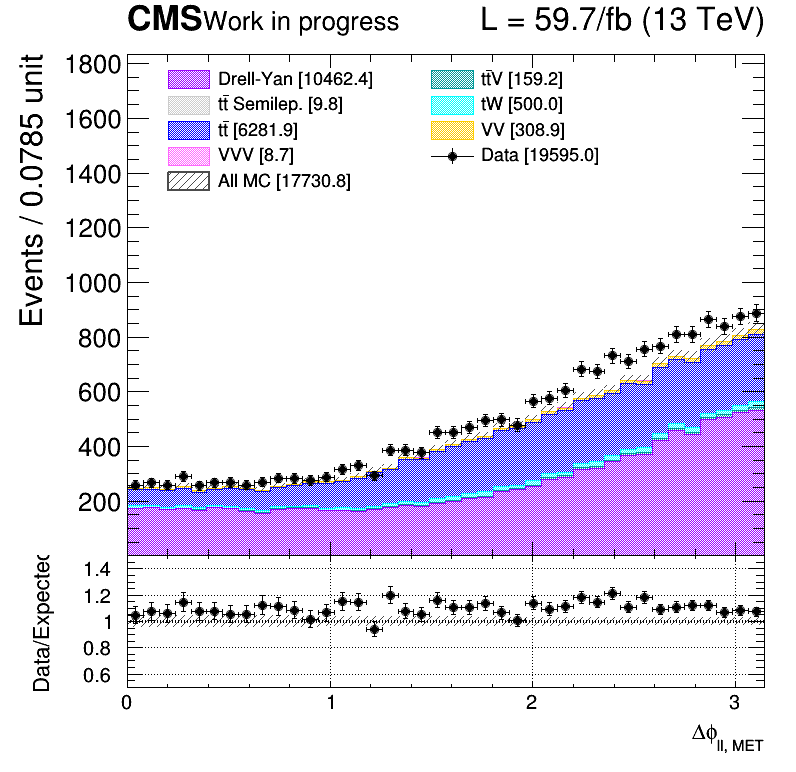 CMS Work in progress L = 59.7/fb (13 TeV)
Events / 0.0785 unit
1800
1600
1400
1200
1000
800
600
400
200
Drell-Yan [10462.4]
tt̄ Semilep. [9.8]
tt̄ [6281.9]
VVV [8.7]
All MC [17730.8]
tt̄V [159.2]
tW [500.0]
VV [308.9]
Data [19595.0]
Data/Expected
1.4
1.2
1
0.8
0.6
0 1 2 3
Δϕll, MET